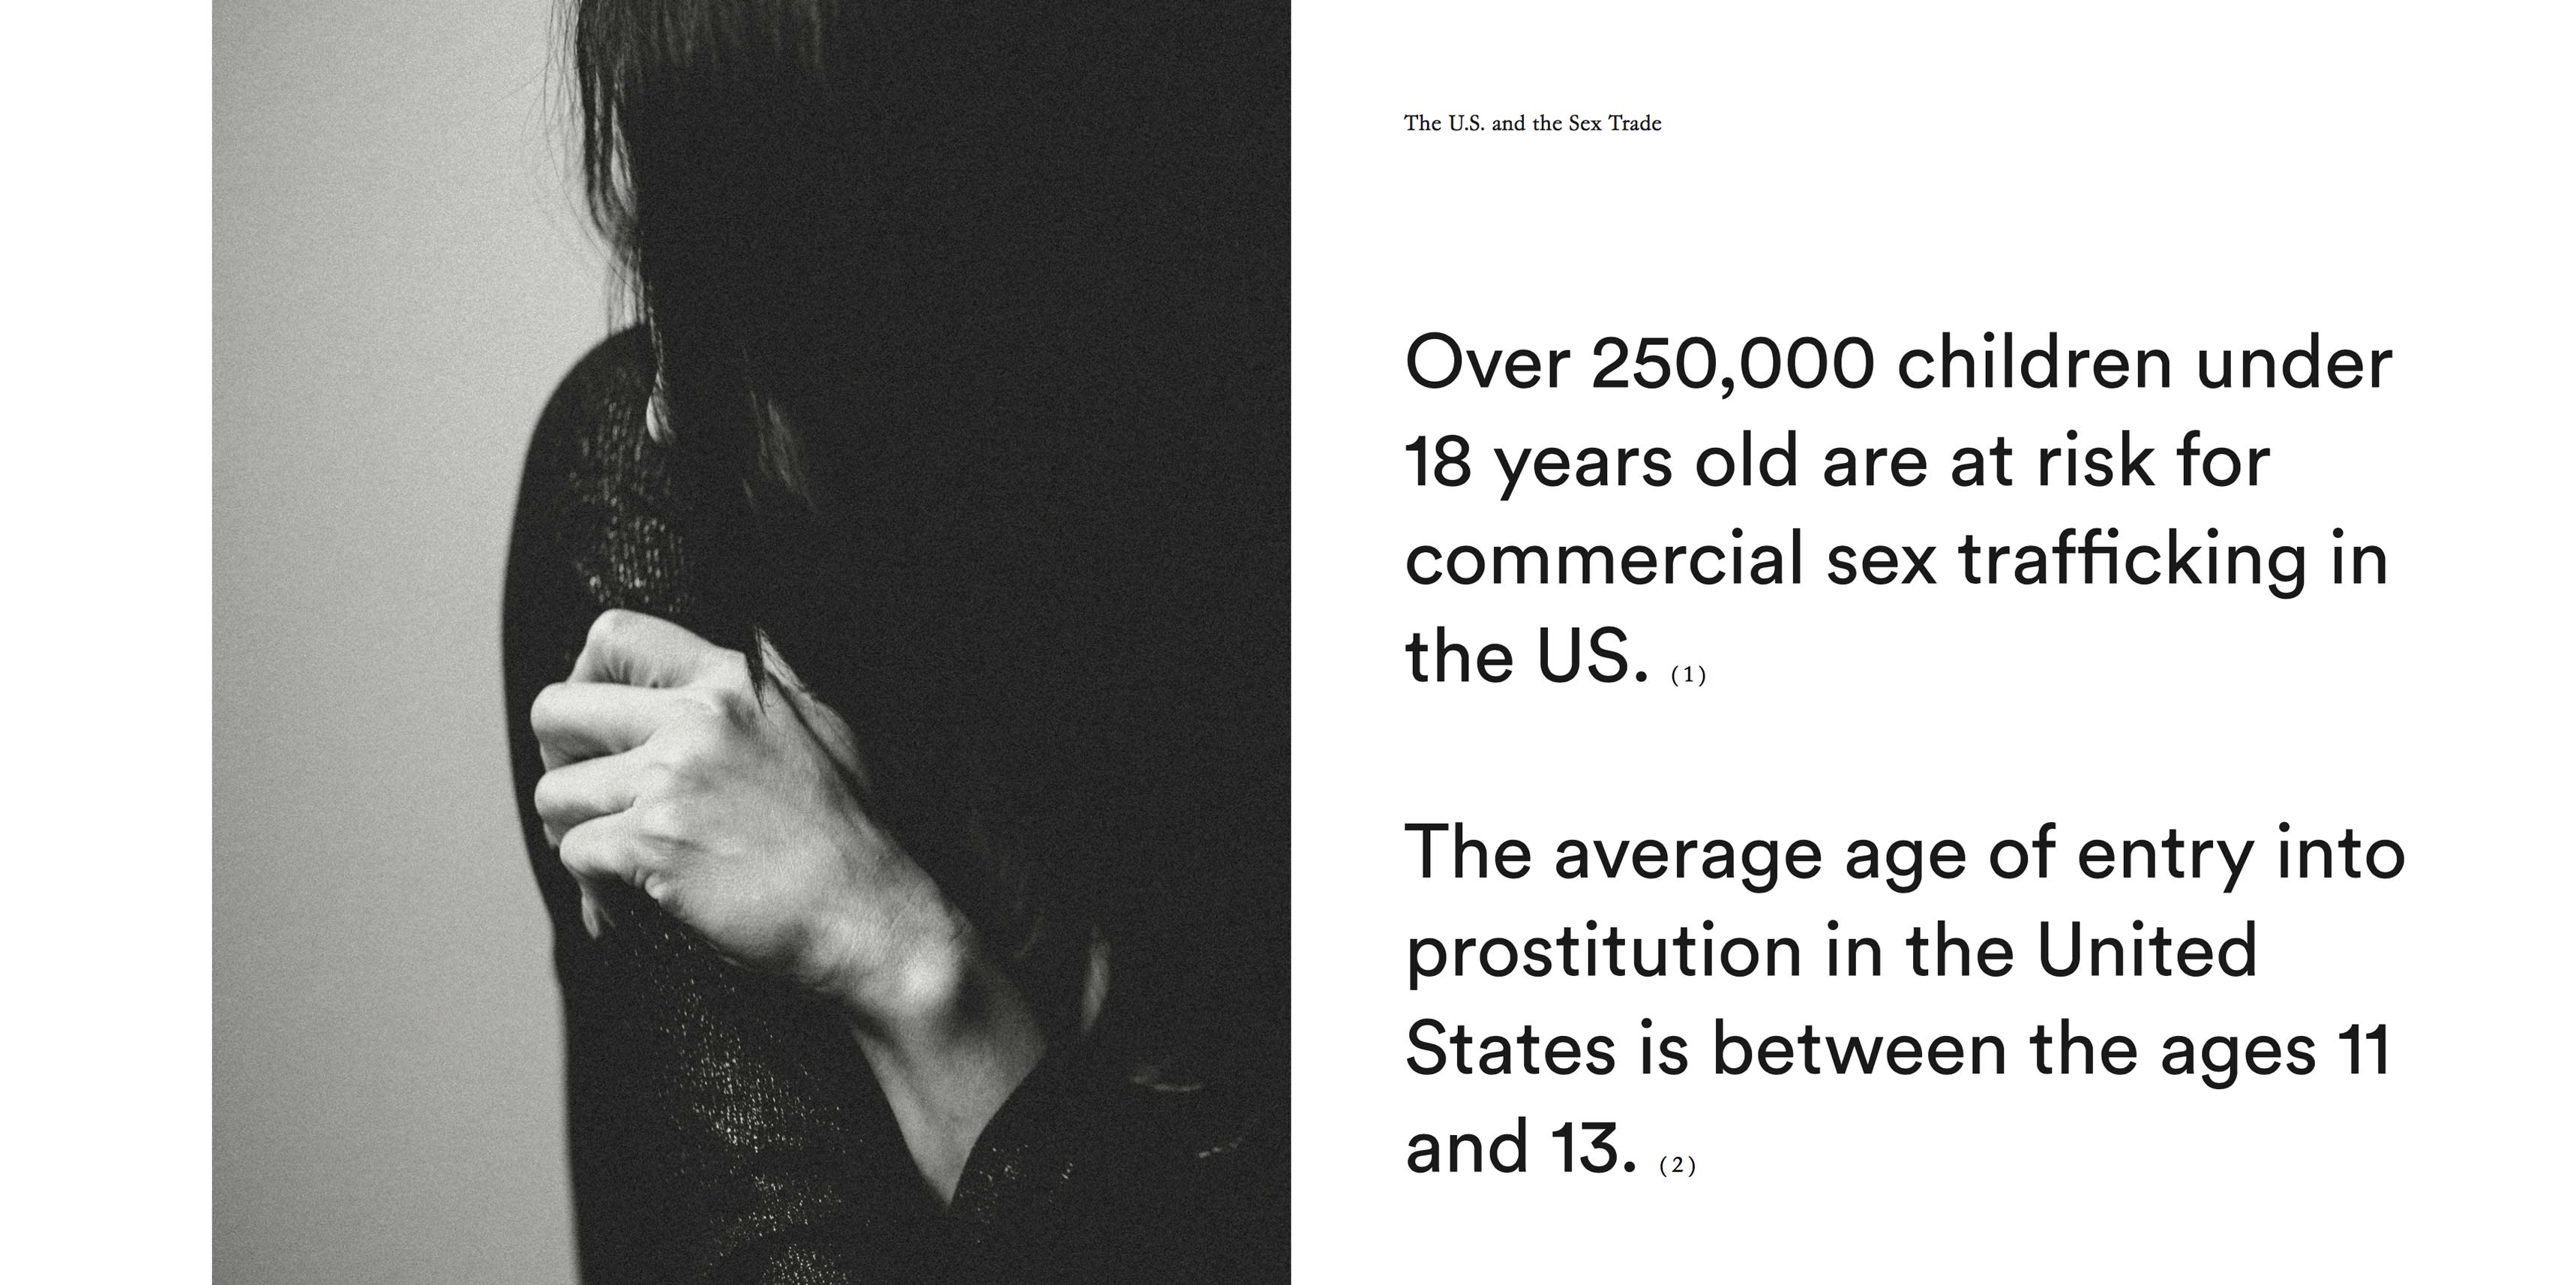 The U.S. and the Sex Trade
Over 250,000 children under
18 years old are at risk for
commercial sex trafficking in
the US. (1)
The average age of entry into
prostitution in the United
States is between the ages 11
and 13. (2)